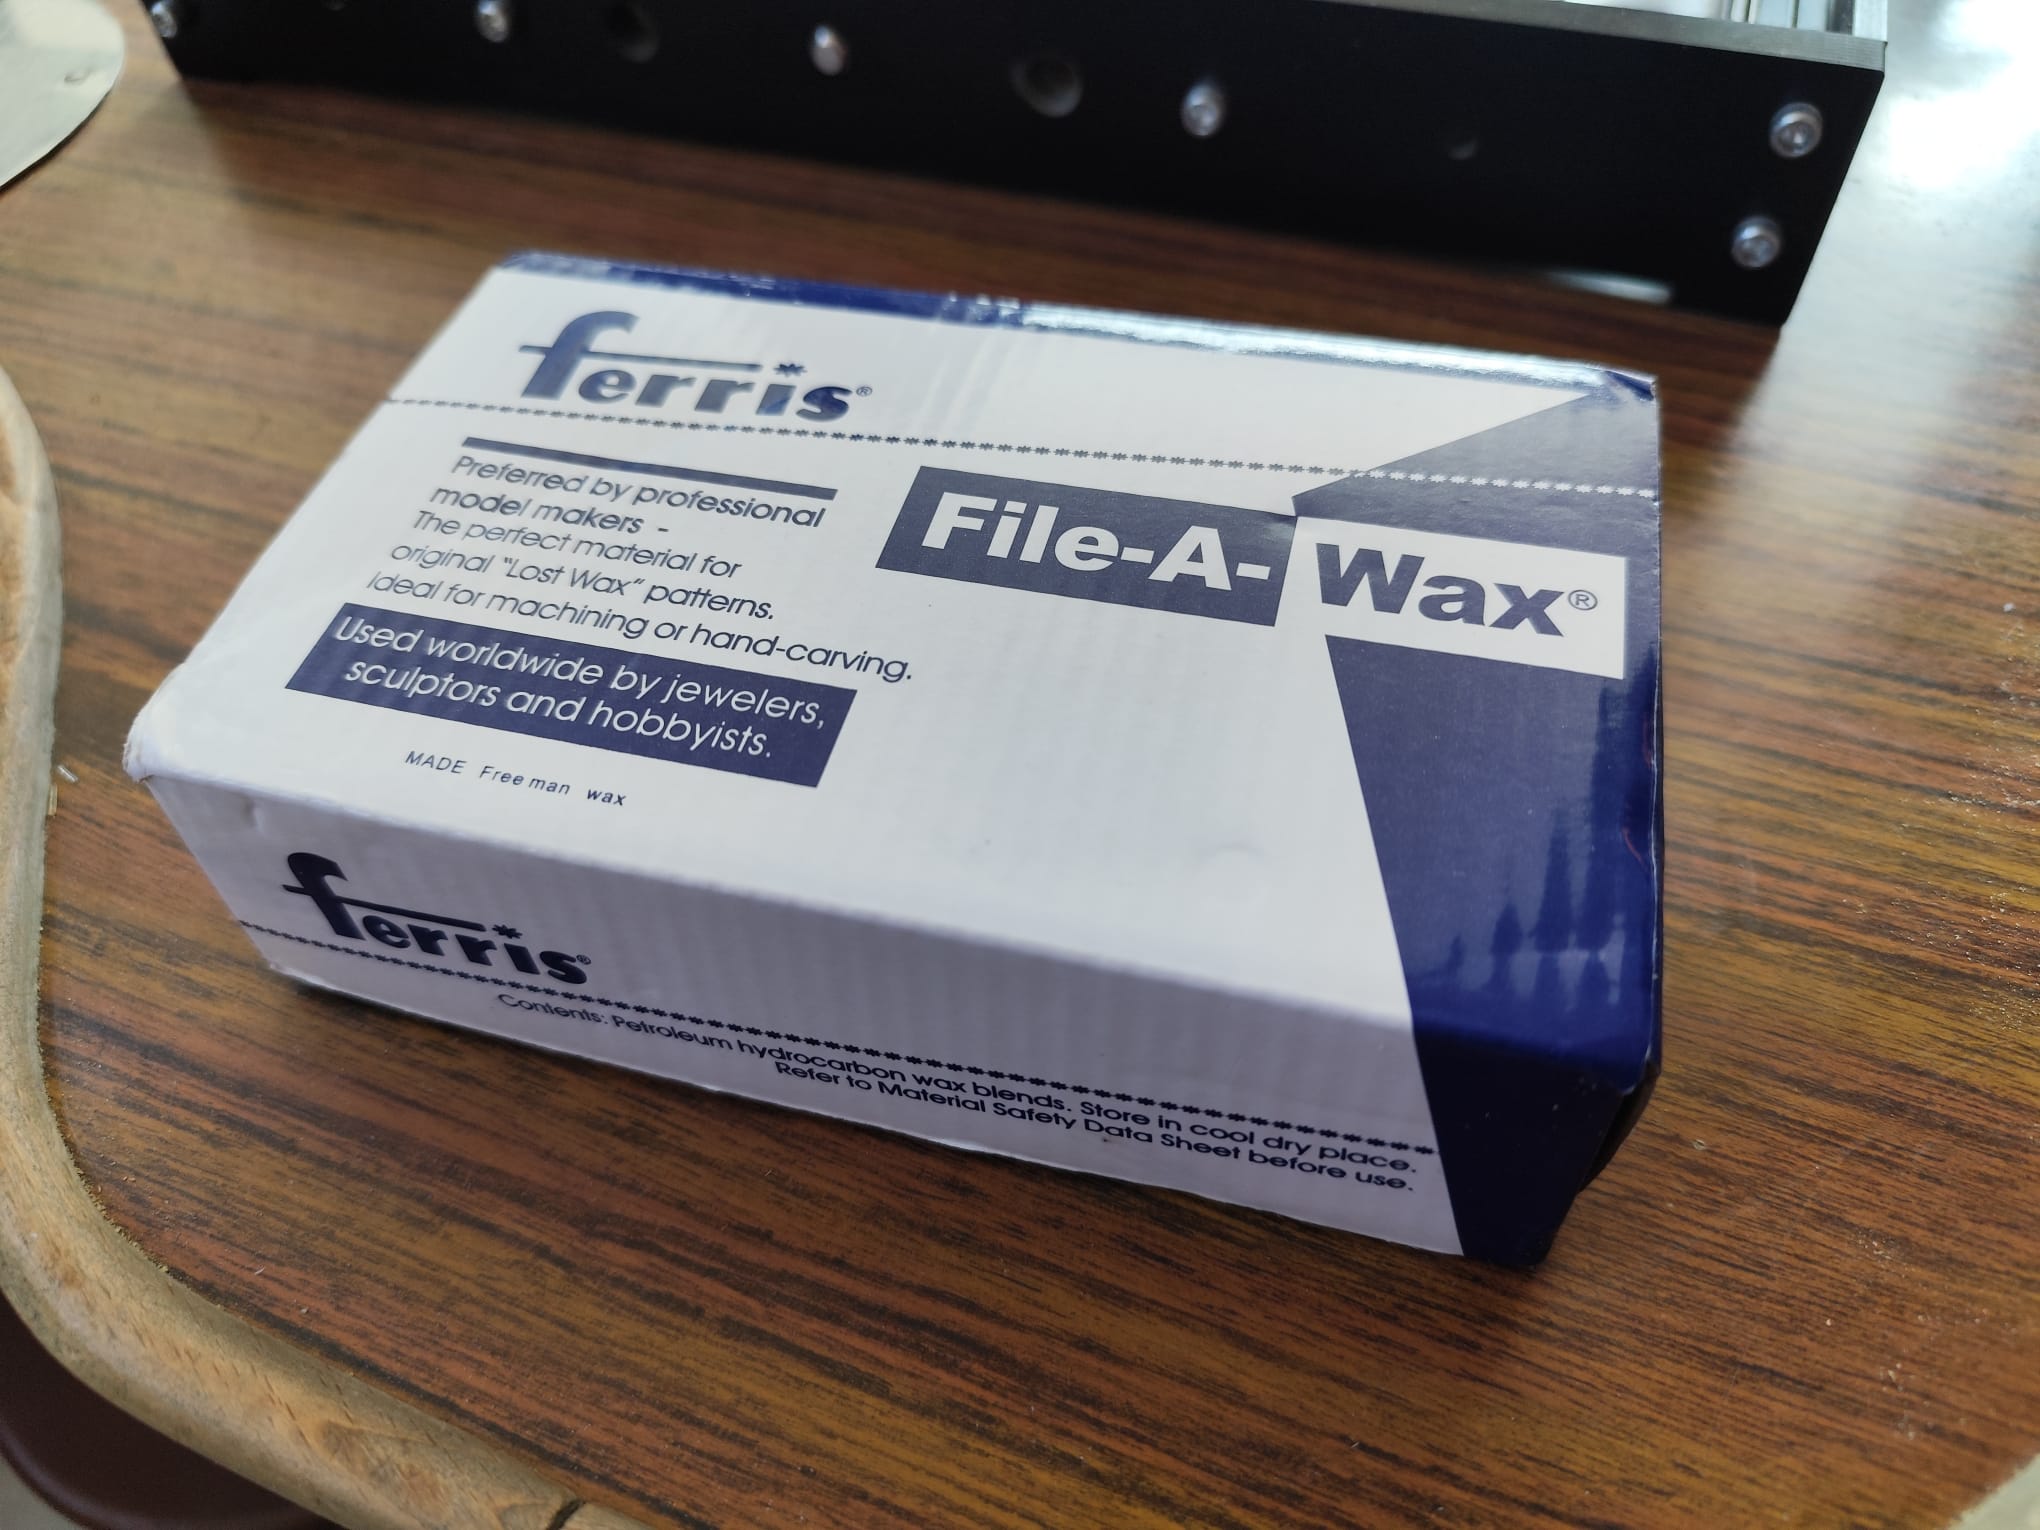 ferris®
Preferred by professional
model makers -
The perfect material for
original "Lost Wax" patterns.
Ideal for machining or hand-carving.
Used worldwide by jewelers,
sculptors and hobbyists.
MADE Freeman wax
File-A-Wax®
ferris®
Contents: Petroleum hydrocarbon wax blends. Store in cool dry place.
Refer to Material Safety Data Sheet before use.